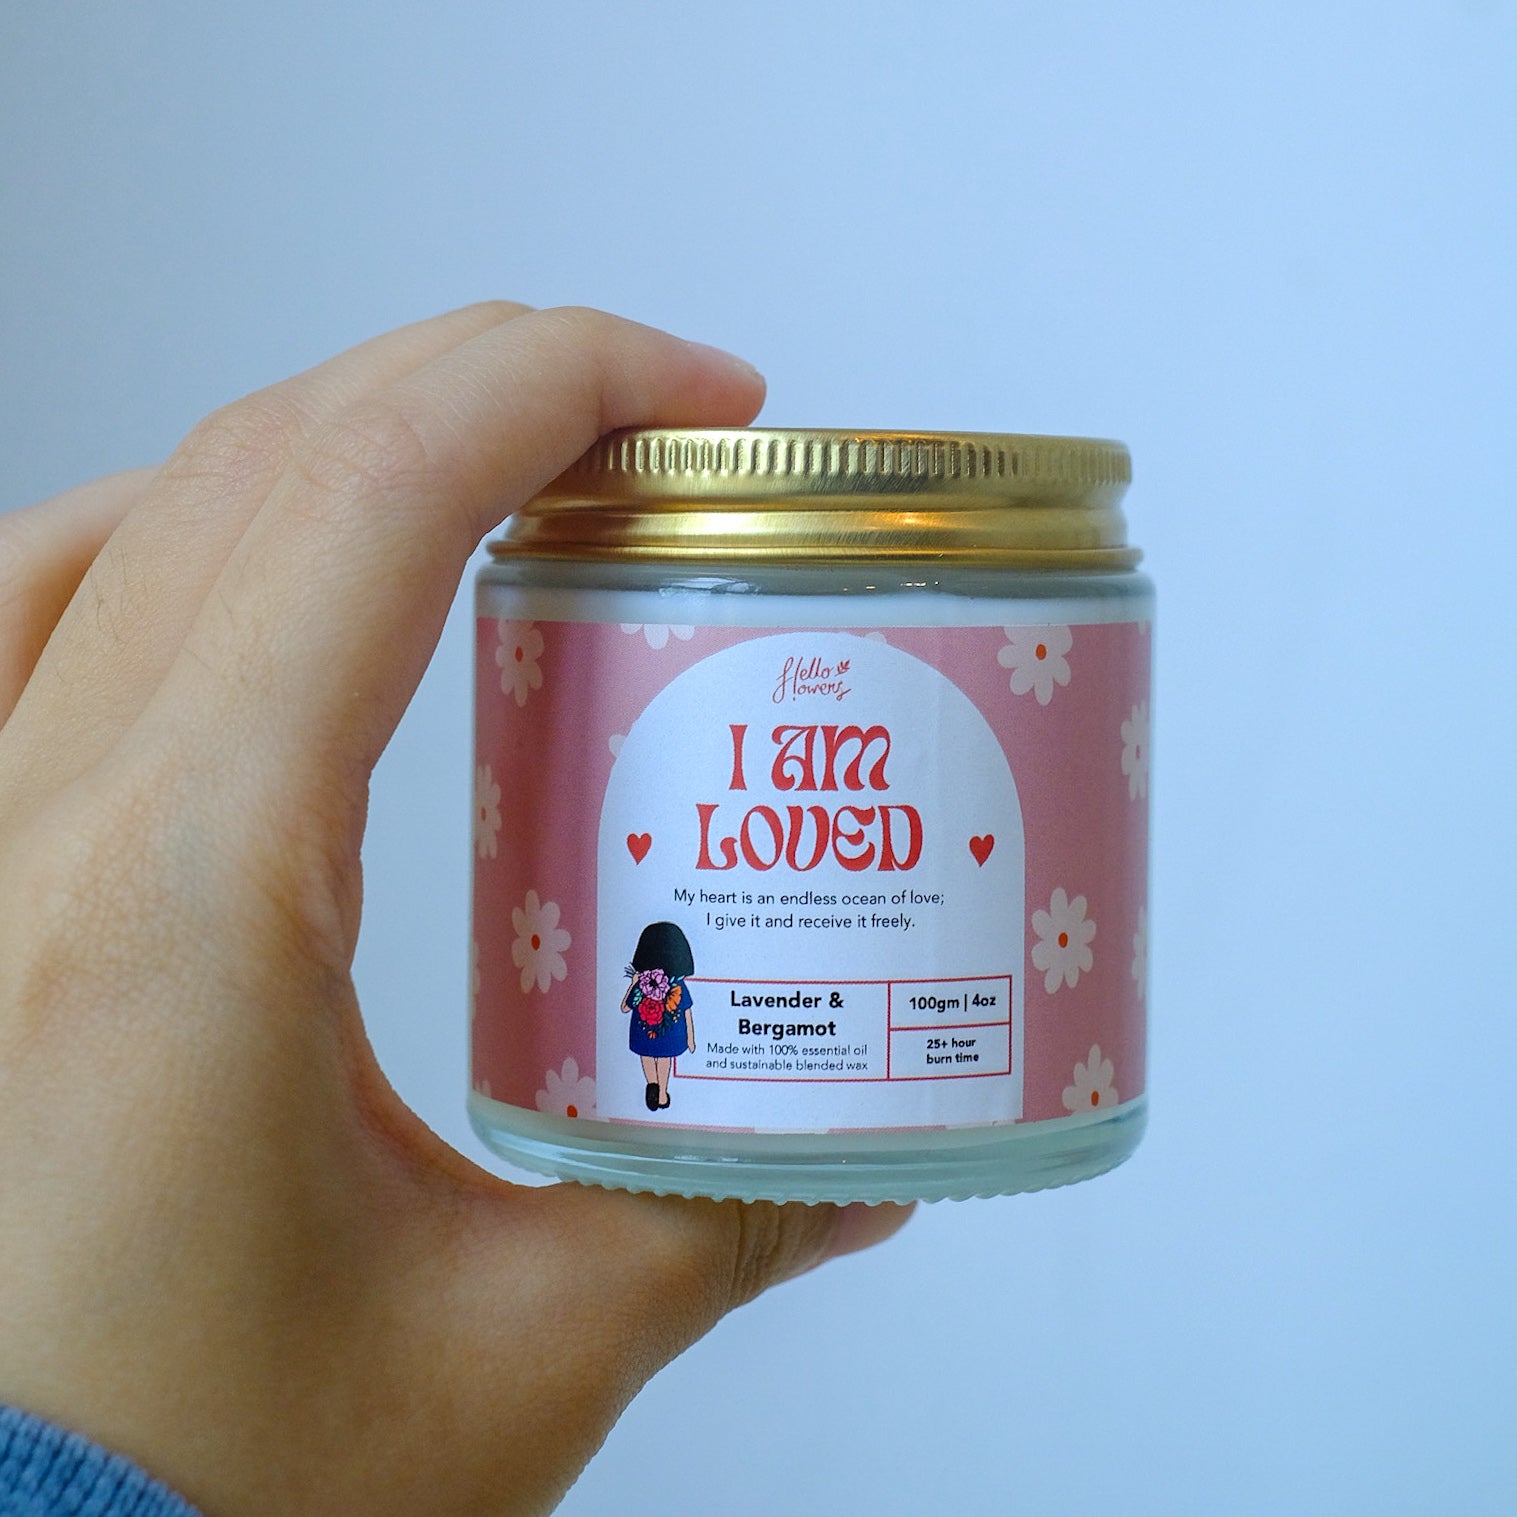 Hello
flowers
I AM
LOVED
My heart is an endless ocean of love;
I give it and receive it freely.
Lavender &
Bergamot
Made with 100% essential oil
and sustainable blended wax
100gm | 4oz
25+ hour
burn time